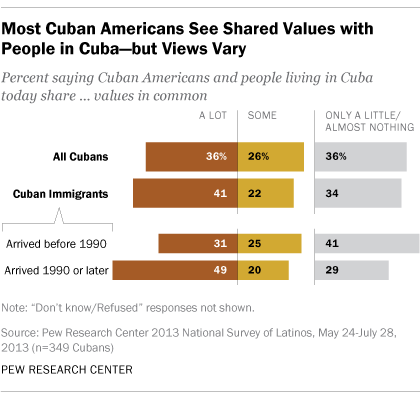 Most Cuban Americans See Shared Values with
People in Cuba—but Views Vary
Percent saying Cuban Americans and people living in Cuba
today share ... values in common
A LOT SOME ONLY A LITTLE/
ALMOST NOTHING
All Cubans 36% 26% 36%
Cuban Immigrants 41 22 34
Arrived before 1990 31 25 41
Arrived 1990 or later 49 20 29
Note: “Don’t know/Refused” responses not shown.
Source: Pew Research Center 2013 National Survey of Latinos, May 24-July 28,
2013 (n=349 Cubans)
PEW RESEARCH CENTER